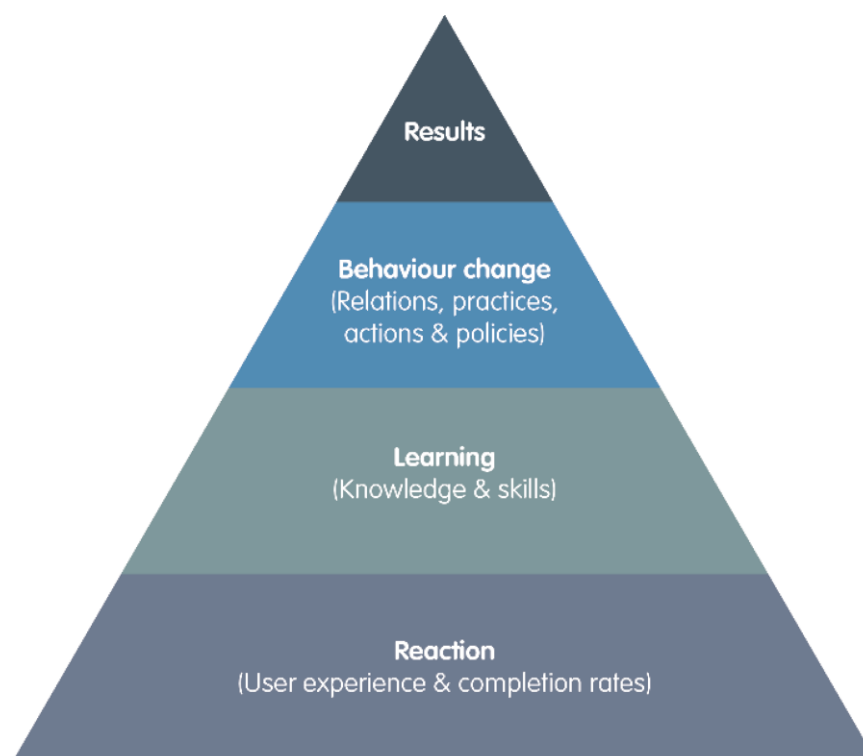 Results
Behaviour change
(Relations, practices,
actions & policies)
Learning
(Knowledge & skills)
Reaction
(User experience & completion rates)